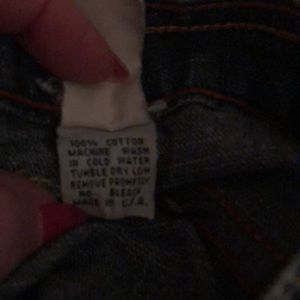 100% COTTON
MACHINE WASH
IN COLD WATER
TUMBLE DRY LOW
REMOVE PROMPTLY
NO BLEACH
MADE IN U.S.A.